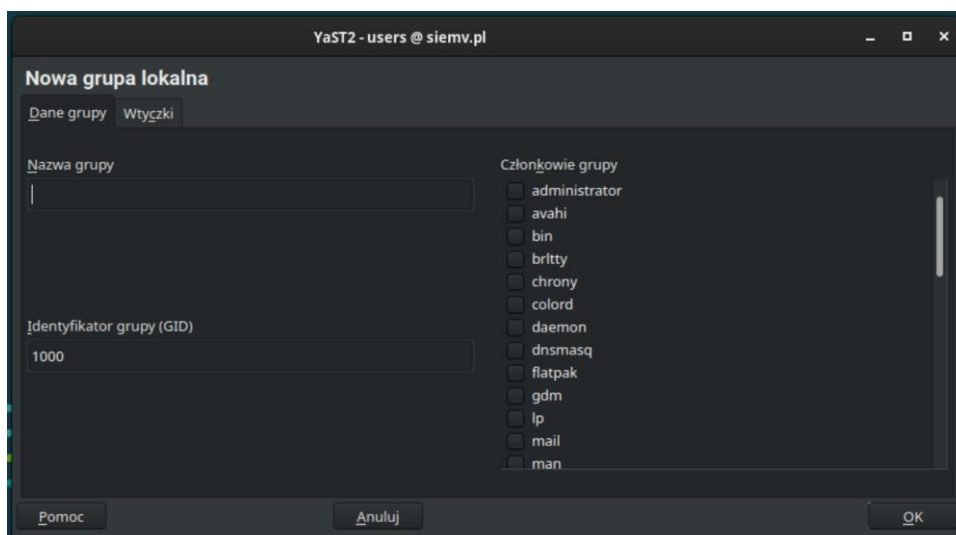 YaST2 - users @ siemv.pl
Nowa grupa lokalna
Dane grupy Wtyczki
Nazwa grupy
Identyfikator grupy (GID)
1000
Członkowie grupy
administrator
avahi
bin
brltty
chrony
colord
daemon
dnsmasq
flatpak
gdm
lp
mail
man
Pomoc Anuluj OK